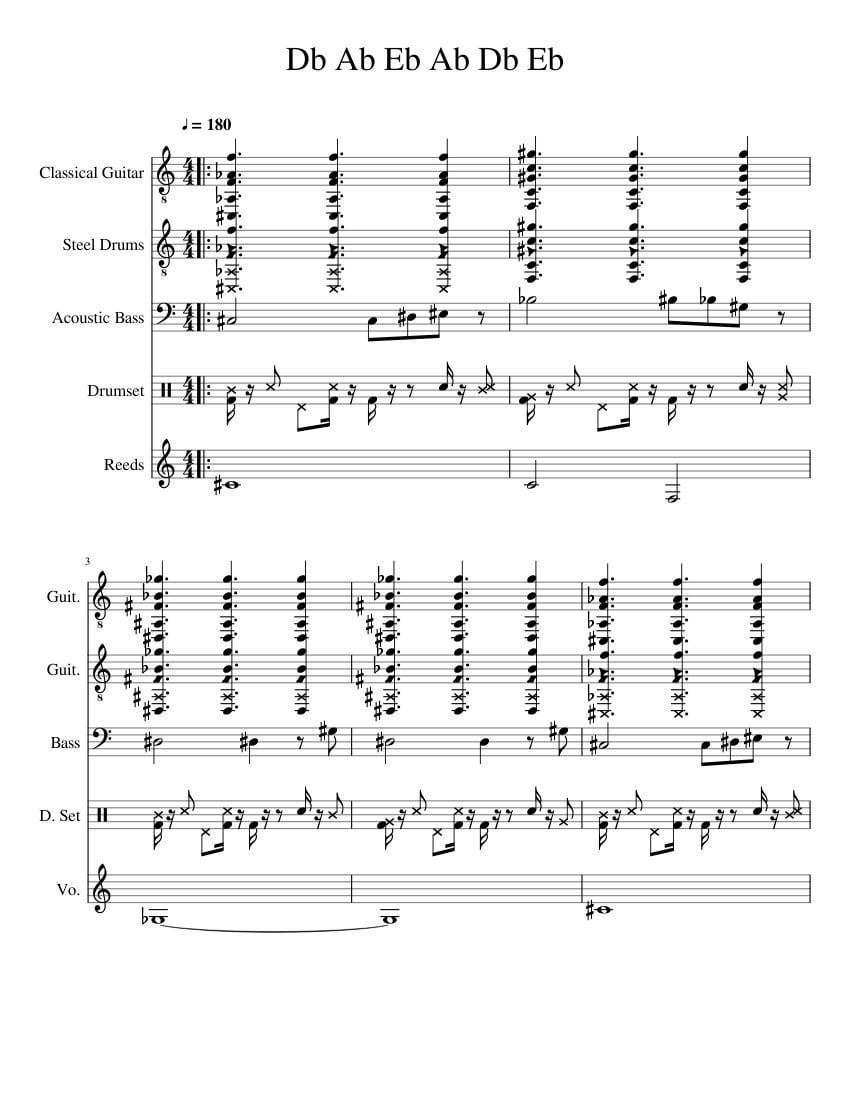 Db Ab Eb Ab Db Eb
♩ = 180
Classical Guitar
Steel Drums
Acoustic Bass
Drumset
Reeds
3
Guit.
Guit.
Bass
D. Set
Vo.